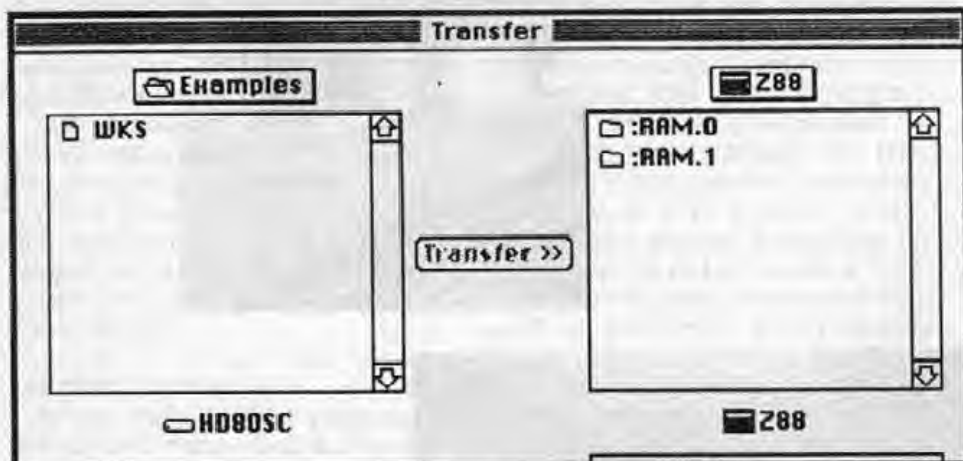 Transfer
Examples
Z88
WKS
:RAM.0
:RAM.1
Transfer >>
HD80SC
Z88